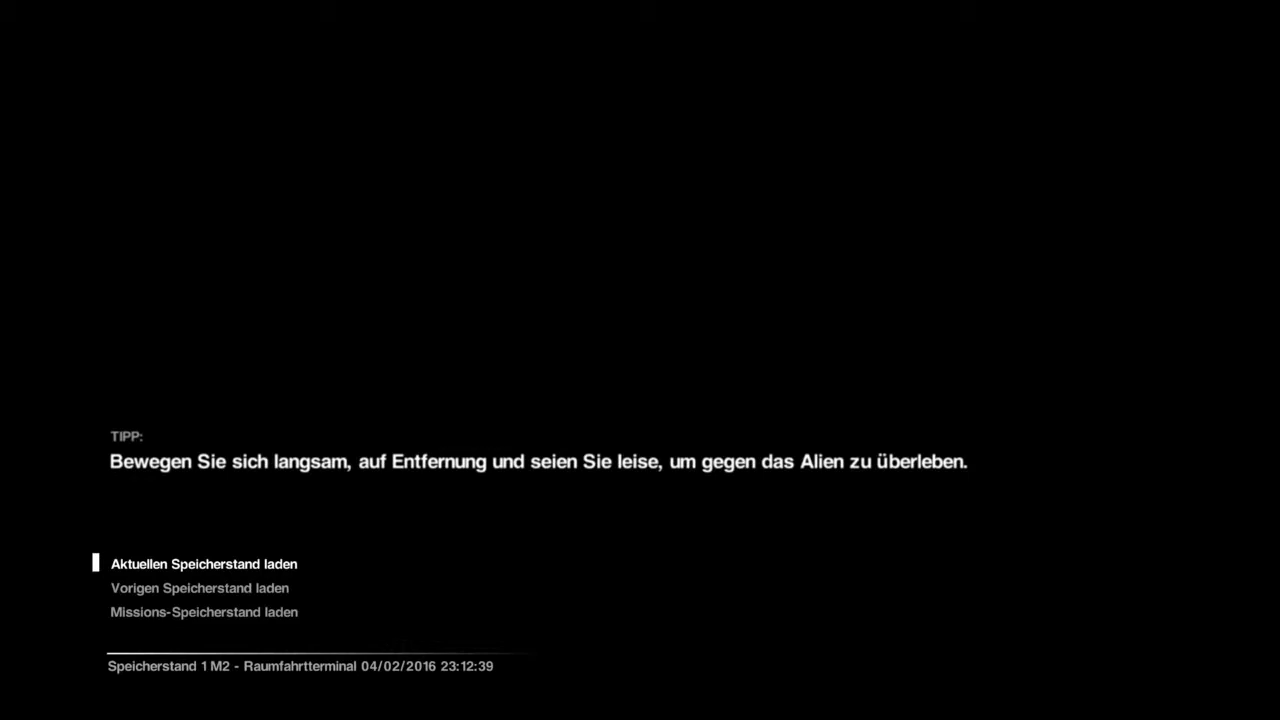 TIPP:
Bewegen Sie sich langsam, auf Entfernung und seien Sie leise, um gegen das Alien zu überleben.
Aktuellen Speicherstand laden
Vorigen Speicherstand laden
Missions-Speicherstand laden
Speicherstand 1 M2 - Raumfahrtterminal 04/02/2016 23:12:39